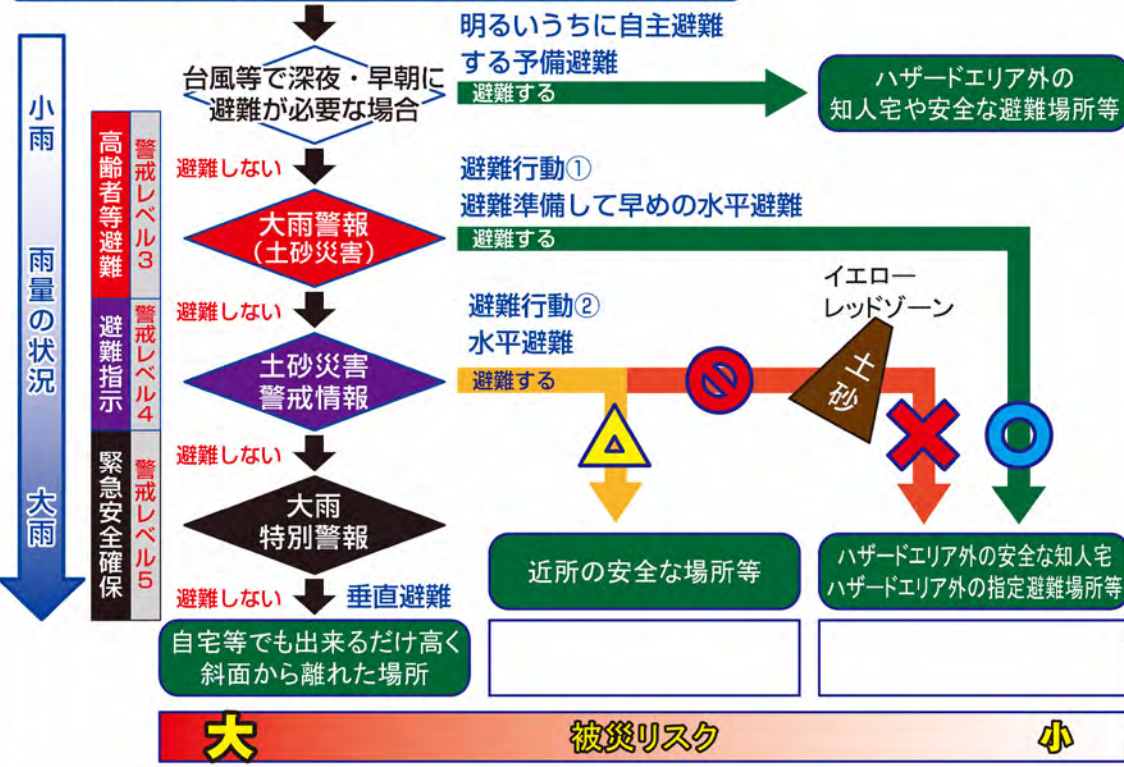 明るいうちに自主避難
する予備避難
台風等で深夜・早朝に
避難が必要な場合
避難する
ハザードエリア外の
知人宅や安全な避難場所等
小雨
雨量の状況
大雨
高齢者等避難
警戒レベル3
避難しない
避難行動①
避難準備して早めの水平避難
大雨警報
(土砂災害)
避難する
イエロー
レッドゾーン
避難指示
警戒レベル4
避難しない
避難行動②
水平避難
土砂災害
警戒情報
避難する
土砂
緊急安全確保
警戒レベル5
避難しない
大雨
特別警報
近所の安全な場所等
ハザードエリア外の安全な知人宅
ハザードエリア外の指定避難場所等
避難しない
垂直避難
自宅等でも出来るだけ高く
斜面から離れた場所
大
被災リスク
小